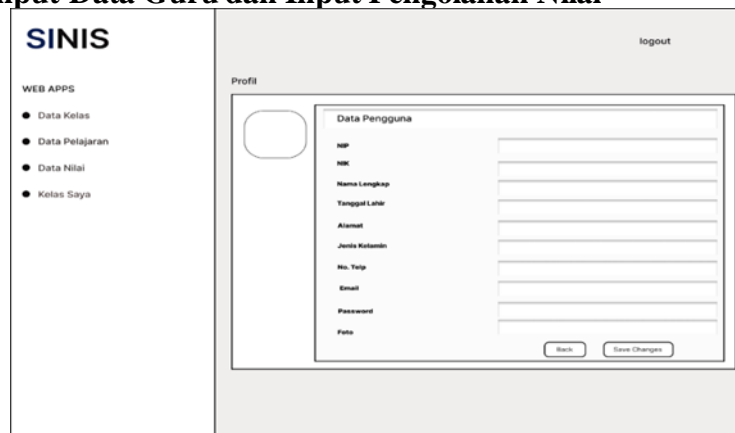 nput Data Guru dan Input Pengolahan Nilai
SINIS
logout
WEB APPS
Data Kelas
Data Pelajaran
Data Nilai
Kelas Saya
Profil
Data Pengguna
NIP
NIK
Nama Lengkap
Tanggal Lahir
Alamat
Jenis Kelamin
No. Telp
Email
Password
Foto
Back
Save Changes